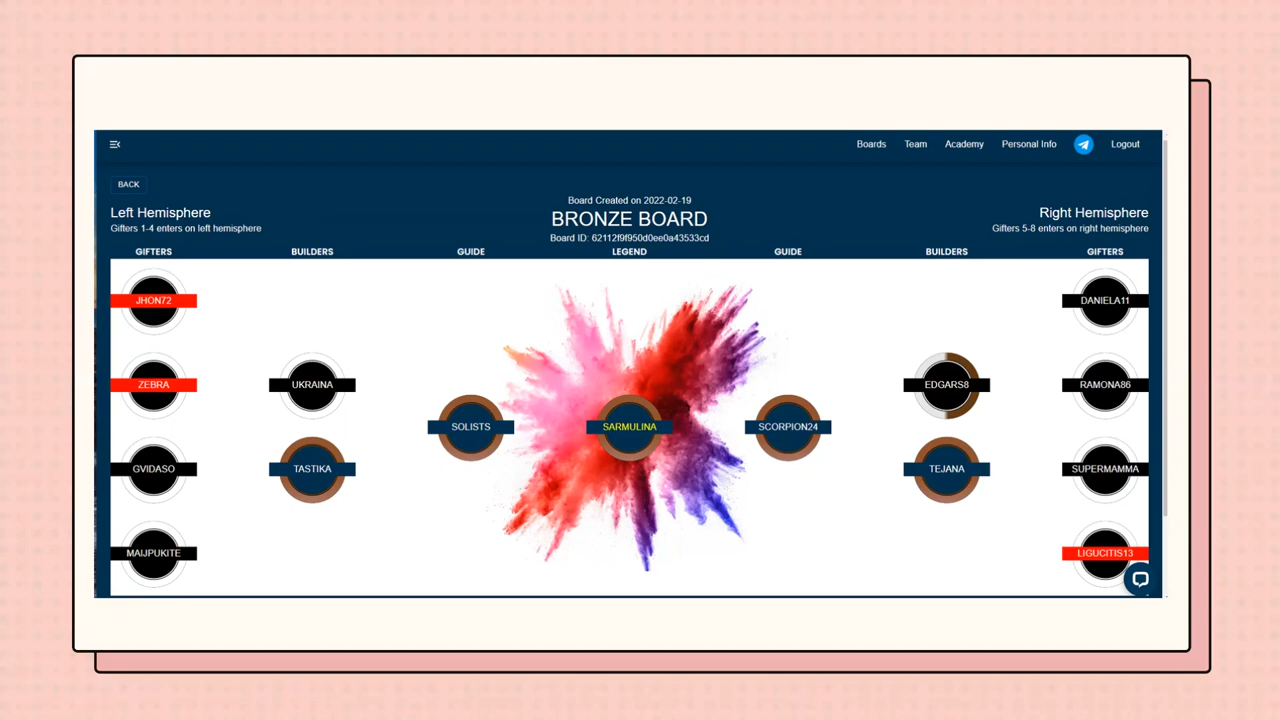 Boards Team Academy Personal Info Logout
BACK
Board Created on 2022-02-19
Left Hemisphere BRONZE BOARD Right Hemisphere
Gifters 1-4 enters on left hemisphere Board ID: 62112f9f950d0ee0a43533cd Gifters 5-8 enters on right hemisphere
GIFTERS BUILDERS GUIDE LEGEND GUIDE BUILDERS GIFTERS
JHON72 DANIELA11
ZEBRA UKRAINA EDGARS8 RAMONA86
SOLISTS SARMULINA SCORPION24
GVIDASO TASTIKA TEJANA SUPERMAMMA
MAIJPUKITE LIGUCITIS13